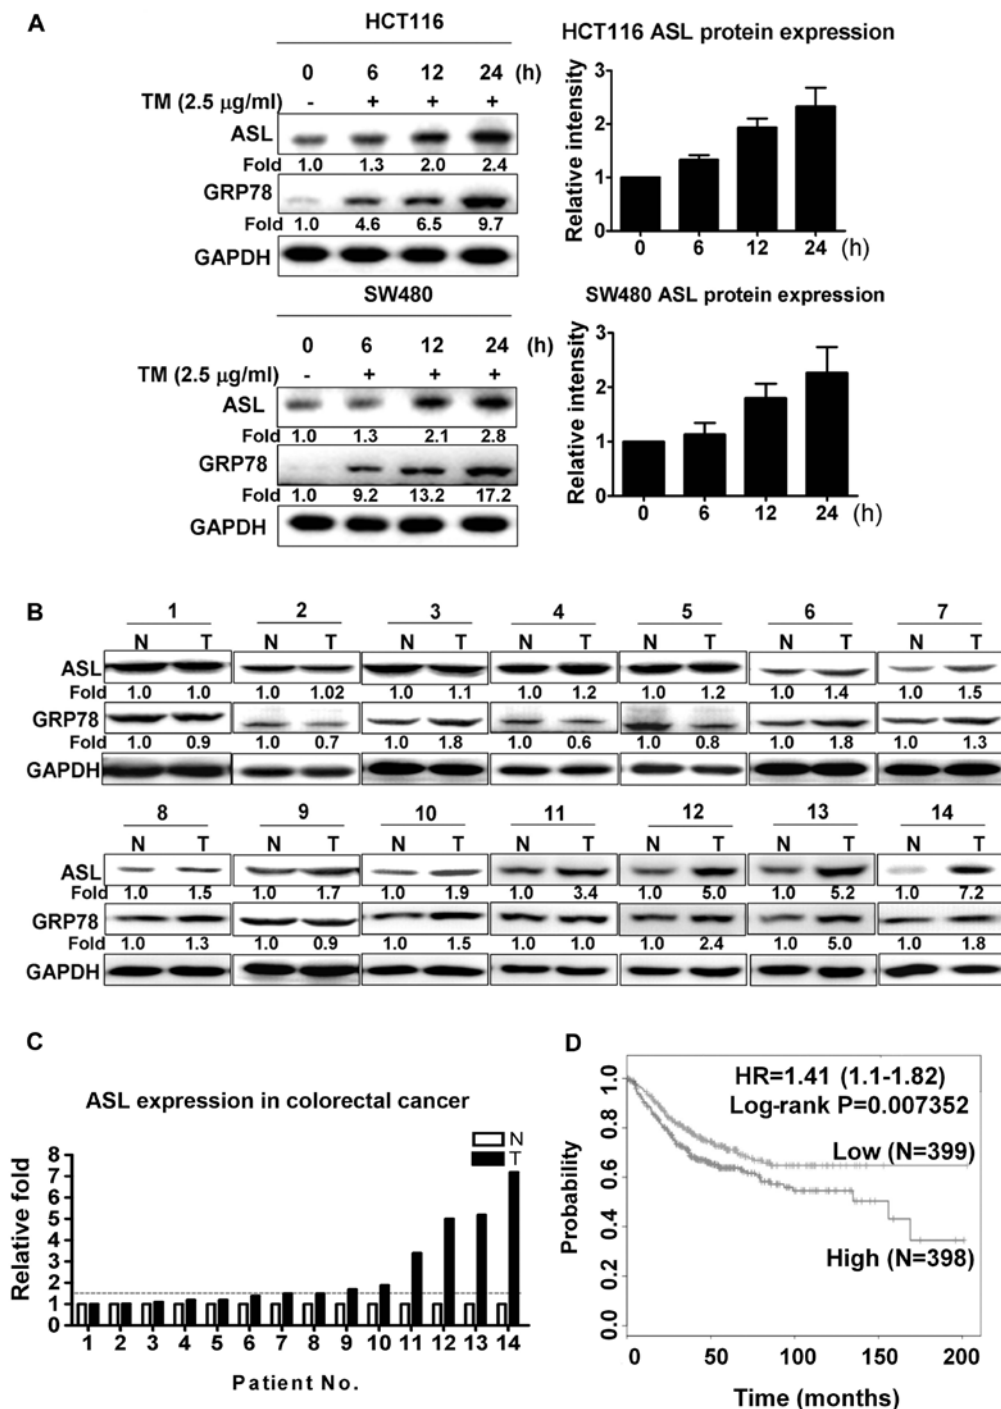 A
HCT116
0 6 12 24 (h)
TM (2.5 µg/ml) - + + +
ASL
Fold 1.0 1.3 2.0 2.4
GRP78
Fold 1.0 4.6 6.5 9.7
GAPDH
HCT116 ASL protein expression
Relative intensity
3
2
1
0
0 6 12 24 (h)
SW480
0 6 12 24 (h)
TM (2.5 µg/ml) - + + +
ASL
Fold 1.0 1.3 2.1 2.8
GRP78
Fold 1.0 9.2 13.2 17.2
GAPDH
SW480 ASL protein expression
Relative intensity
3
2
1
0
0 6 12 24 (h)
B
1 2 3 4 5 6 7
N T N T N T N T N T N T N T
ASL
Fold 1.0 1.0 1.0 1.02 1.0 1.1 1.0 1.2 1.0 1.2 1.0 1.4 1.0 1.5
GRP78
Fold 1.0 0.9 1.0 0.7 1.0 1.8 1.0 0.6 1.0 0.8 1.0 1.8 1.0 1.3
GAPDH
8 9 10 11 12 13 14
N T N T N T N T N T N T N T
ASL
Fold 1.0 1.5 1.0 1.7 1.0 1.9 1.0 3.4 1.0 5.0 1.0 5.2 1.0 7.2
GRP78
Fold 1.0 1.3 1.0 0.9 1.0 1.5 1.0 1.0 1.0 2.4 1.0 5.0 1.0 1.8
GAPDH
C
ASL expression in colorectal cancer
N
T
Relative fold
8
7
6
5
4
3
2
1
0
1 2 3 4 5 6 7 8 9 10 11 12 13 14
Patient No.
D
HR=1.41 (1.1-1.82)
Log-rank P=0.007352
Low (N=399)
High (N=398)
Probability
1.0
0.8
0.6
0.4
0.2
0.0
0 50 100 150 200
Time (months)